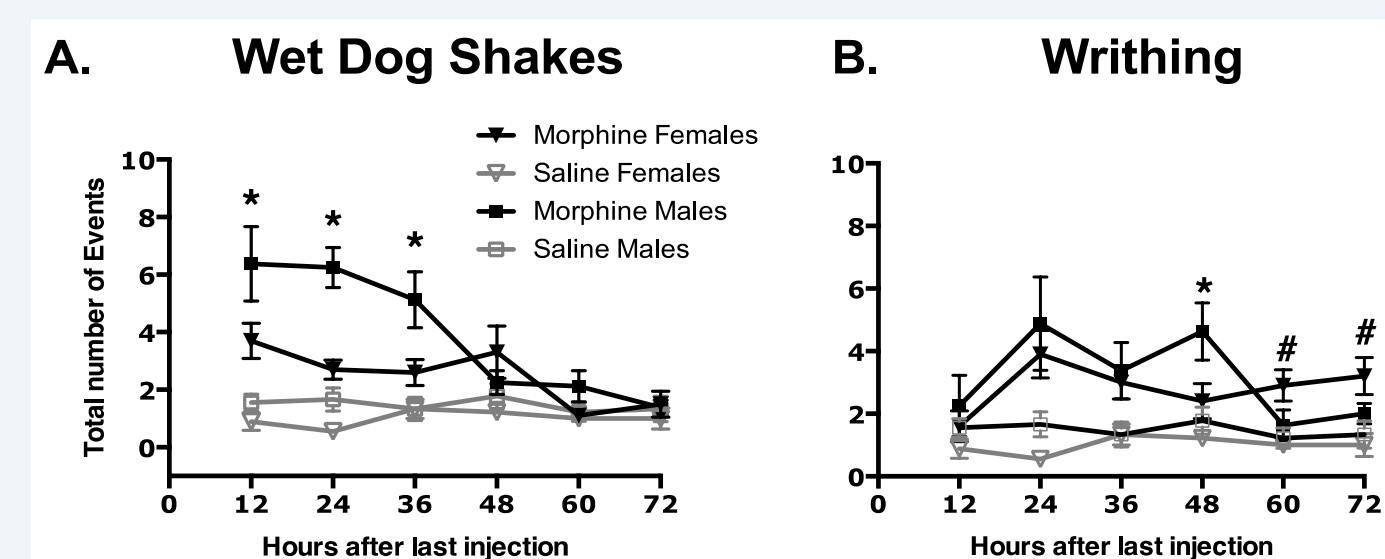 A. Wet Dog Shakes
Morphine Females
Saline Females
Morphine Males
Saline Males
Total number of Events
10
8
6
4
2
0
* * *
0 12 24 36 48 60 72
Hours after last injection
B. Writhing
10
8
6
4
2
0
* # #
0 12 24 36 48 60 72
Hours after last injection